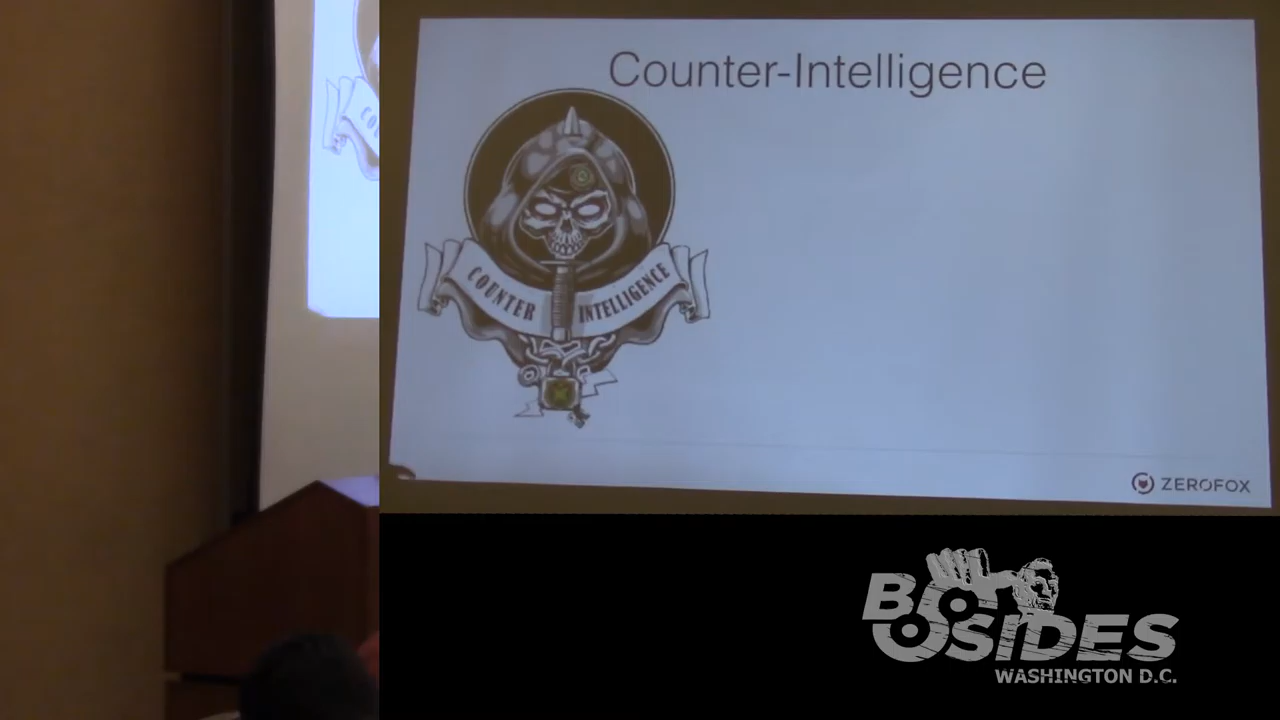 Counter-Intelligence
COUNTER INTELLIGENCE
ZEROFOX
BSIDES
WASHINGTON D.C.